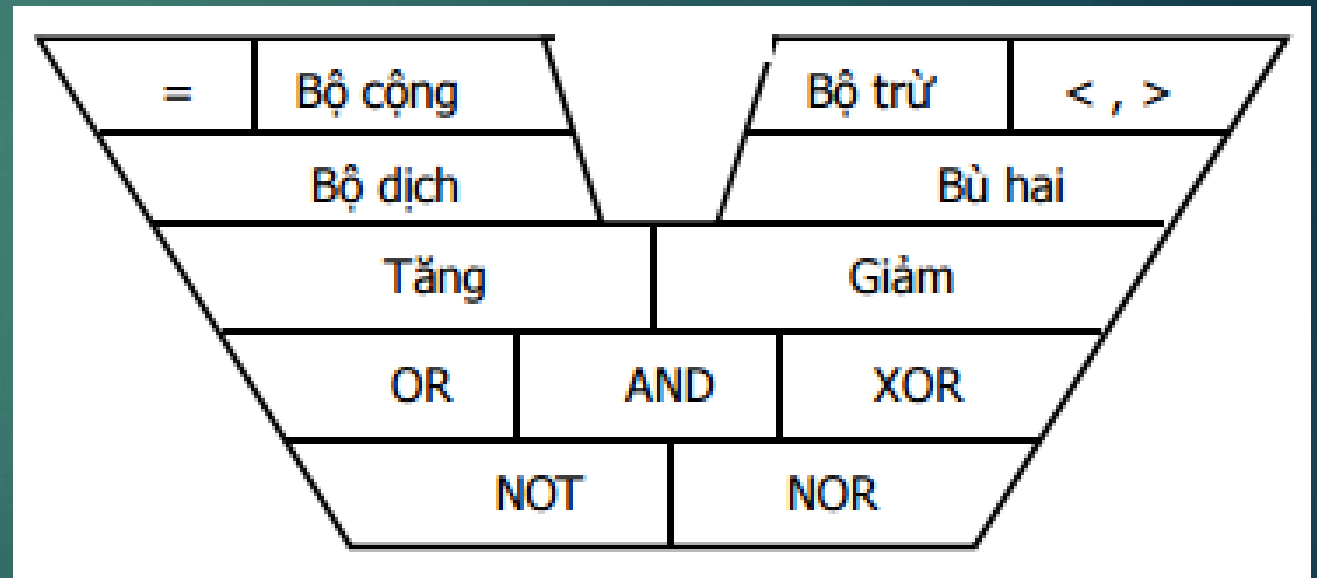 = Bộ cộng Bộ trừ < , >
Bộ dịch Bù hai
Tăng Giảm
OR AND XOR
NOT NOR